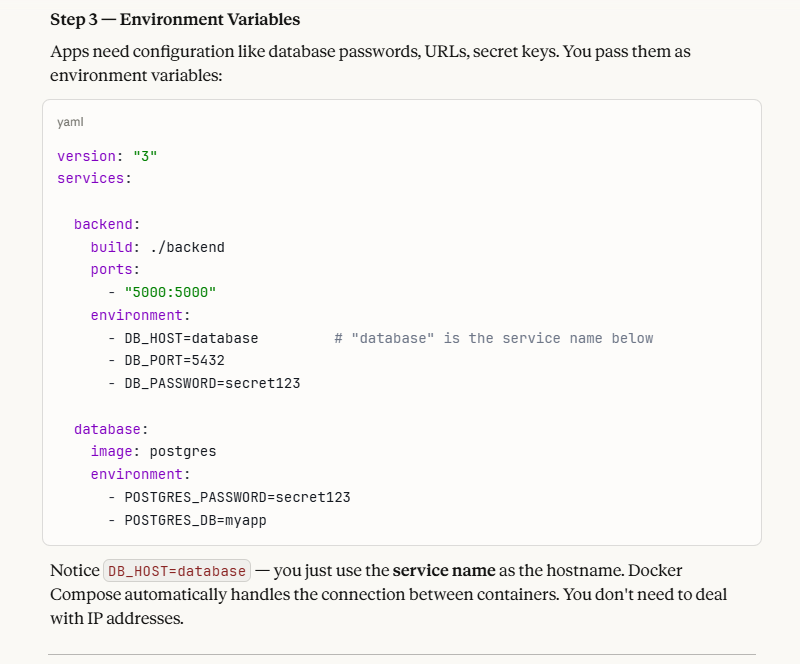 Step 3 — Environment Variables
Apps need configuration like database passwords, URLs, secret keys. You pass them as
environment variables:
yaml
version: "3"
services:
  backend:
    build: ./backend
    ports:
      - "5000:5000"
    environment:
      - DB_HOST=database         # "database" is the service name below
      - DB_PORT=5432
      - DB_PASSWORD=secret123
  database:
    image: postgres
    environment:
      - POSTGRES_PASSWORD=secret123
      - POSTGRES_DB=myapp
Notice DB_HOST=database — you just use the service name as the hostname. Docker
Compose automatically handles the connection between containers. You don't need to deal
with IP addresses.